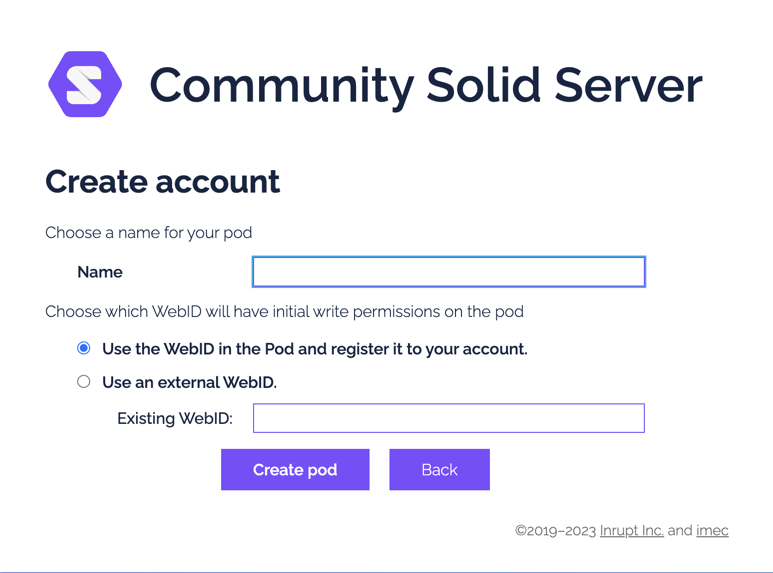 Community Solid Server
Create account
Choose a name for your pod
Name
Choose which WebID will have initial write permissions on the pod
Use the WebID in the Pod and register it to your account.
Use an external WebID.
Existing WebID:
Create pod Back
©2019–2023 Inrupt Inc. and imec